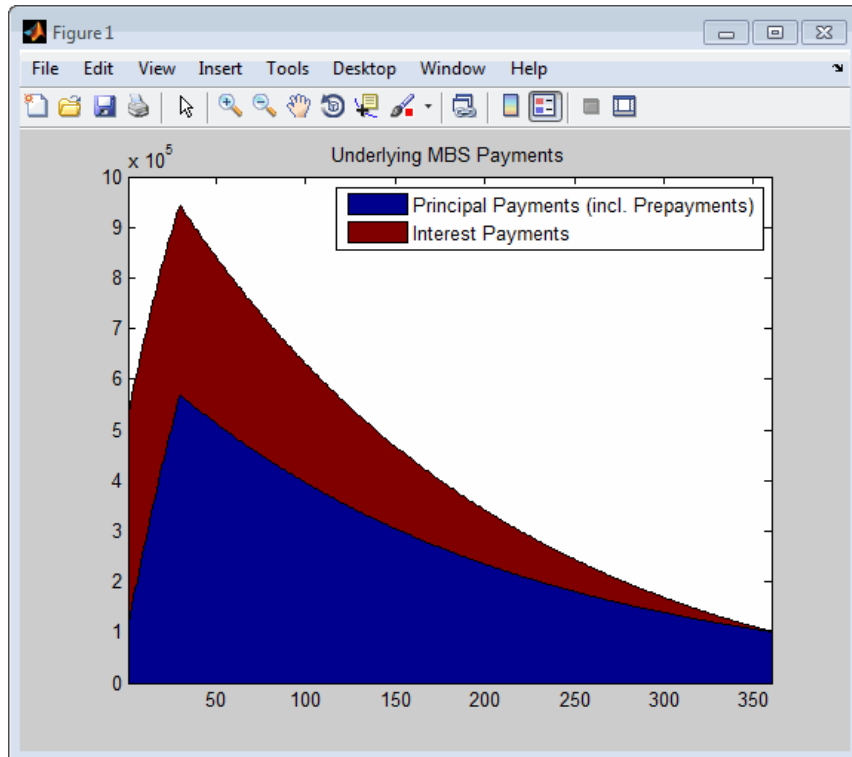 Figure 1
File Edit View Insert Tools Desktop Window Help
x 10^5
Underlying MBS Payments
10
9
8
7
6
5
4
3
2
1
0
Principal Payments (incl. Prepayments)
Interest Payments
50 100 150 200 250 300 350